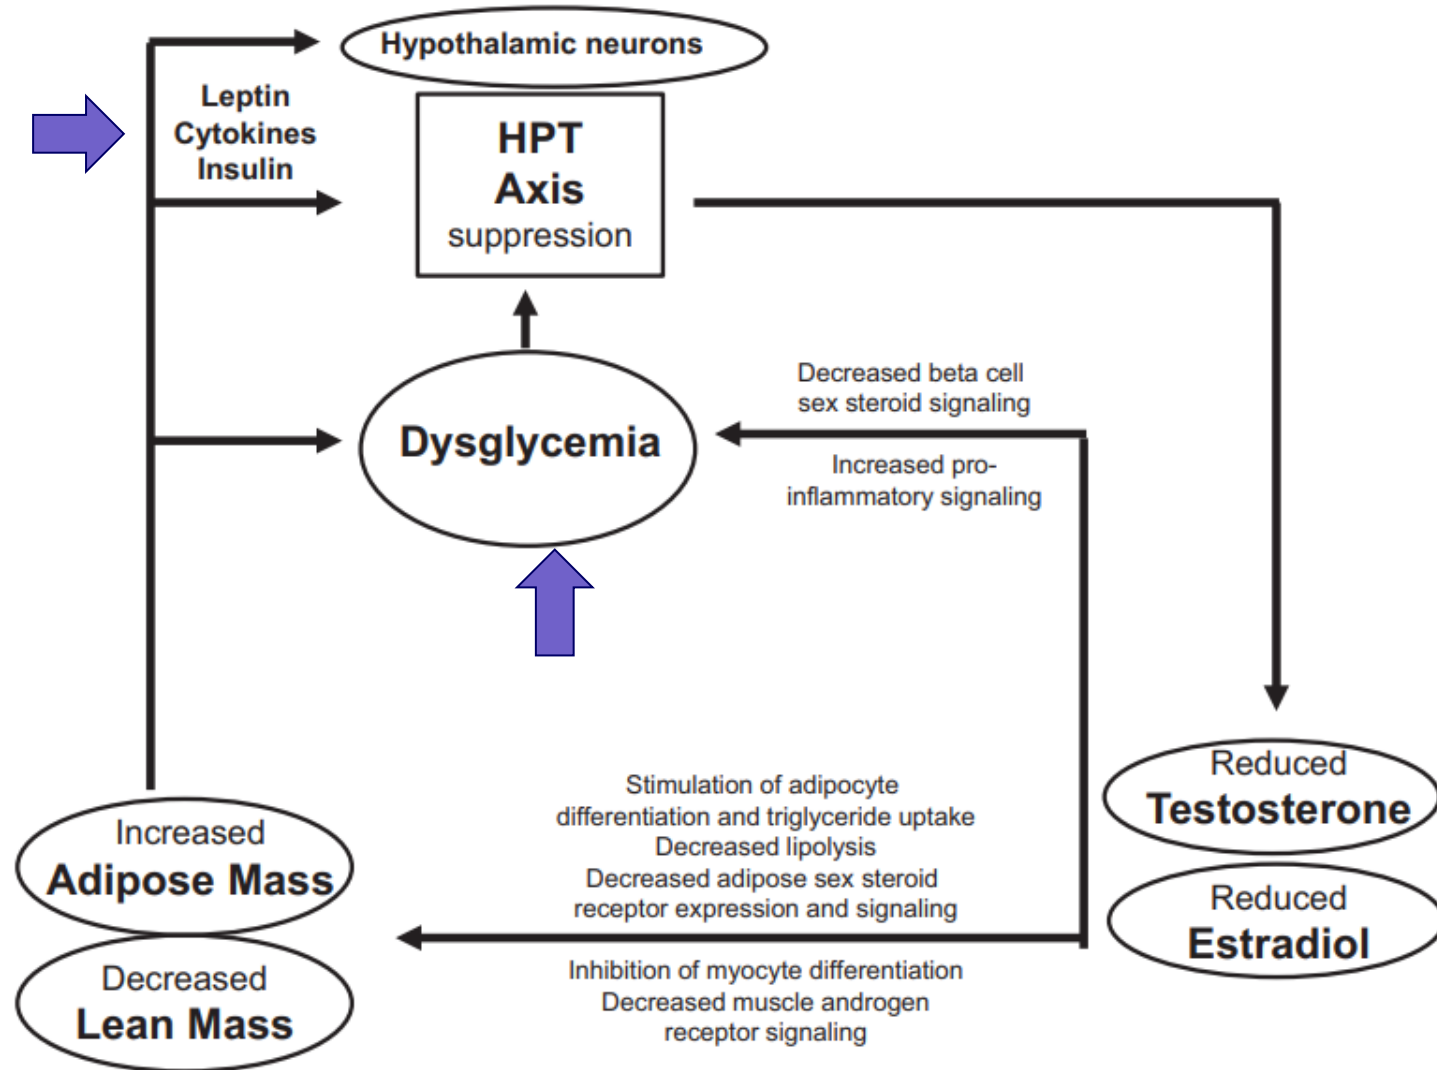 Hypothalamic neurons
Leptin
Cytokines
Insulin
HPT
Axis
suppression
Decreased beta cell
sex steroid signaling
Dysglycemia
Increased pro-
inflammatory signaling
Reduced
Testosterone
Reduced
Estradiol
Stimulation of adipocyte
differentiation and triglyceride uptake
Decreased lipolysis
Decreased adipose sex steroid
receptor expression and signaling
Inhibition of myocyte differentiation
Decreased muscle androgen
receptor signaling
Increased
Adipose Mass
Decreased
Lean Mass